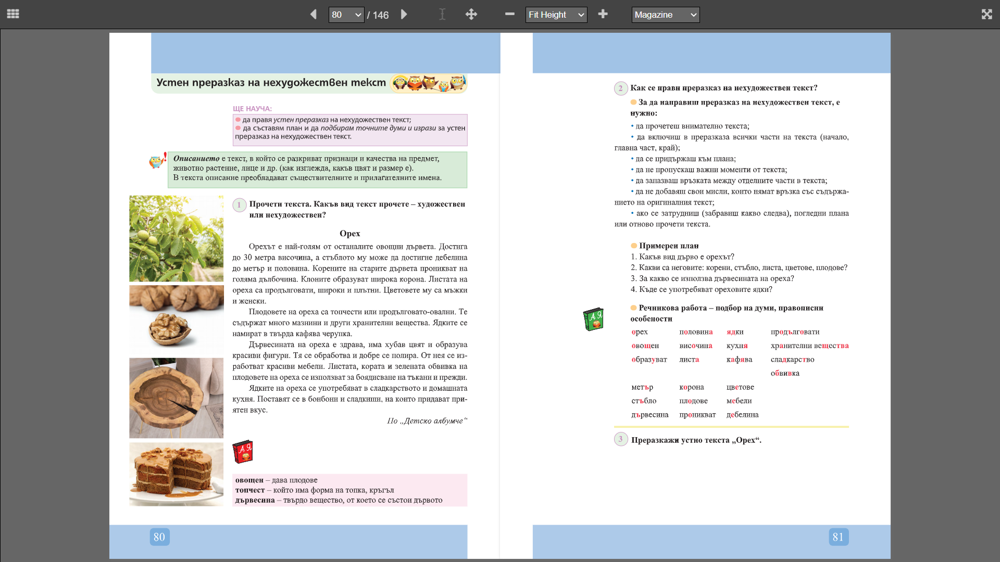 80 / 146 Fit Height Magazine
Устен преразказ на нехудожествен текст
ЩЕ НАУЧА:
да правя устен преразказ на нехудожествен текст;
да съставям план и да подбирам точните думи и изрази за устен
преразказ на нехудожествен текст.
Описанието е текст, в който се разкриват признаци и качества на предмет,
животно растение, лице и др. (как изглежда, какъв цвят и размер е).
В текста описание преобладават съществителните и прилагателните имена.
1 Прочети текста. Какъв вид текст прочете – художествен
или нехудожествен?
Орех
Орехът е най-голям от останалите овощни дървета. Достига
до 30 метра височина, а стъблото му може да достигне дебелина
до метър и половина. Корените на старите дървета проникват на
голяма дълбочина. Клоните образуват широка корона. Листата на
ореха са продълговати, широки и плътни. Цветовете му са мъжки
и женски.
Плодовете на ореха са топчести или продълговато-овални. Те
съдържат много мазнини и други хранителни вещества. Ядките се
намират в твърда кафява черупка.
Дървесината на ореха е здрава, има хубав цвят и образува
красиви фигури. Тя се обработва и добре се полира. От нея се из-
работват красиви мебели. Листата, кората и зелената обвивка на
плодовете на ореха се използват за боядисване на тъкани и прежди.
Ядките на ореха се употребяват в сладкарството и домашната
кухня. Поставят се в бонбони и сладкиши, на които придават при-
ятен вкус.
По „Детско албумче“
А Я
овощен – дава плодове
топчест – който има форма на топка, кръгъл
дървесина – твърдо вещество, от което се състои дървото
80
2 Как се прави преразказ на нехудожествен текст?
За да направиш преразказ на нехудожествен текст, е
нужно:
• да прочетеш внимателно текста;
• да включиш в преразказа всички части на текста (начало,
главна част, край);
• да се придържаш към плана;
• да не пропускаш важни моменти от текста;
• да запазваш връзката между отделните части в текста;
• да не добавяш свои мисли, които нямат връзка със съдържа-
нието на оригиналния текст;
• ако се затрудниш (забравиш какво следва), погледни плана
или отново прочети текста.
Примерен план
1. Какъв вид дърво е орехът?
2. Какви са неговите: корени, стъбло, листа, цветове, плодове?
3. За какво се използва дървесината на ореха?
4. Къде се употребяват ореховите ядки?
А Я
Речникова работа – подбор на думи, правописни
особености
орех половина ядки продълговати
овощен височина кухня хранителни вещества
образуват листа кафява сладкарство
обвивка
метър корона цветове
стъбло плодове мебели
дървесина проникват дебелина
3 Преразкажи устно текста „Орех“.
81